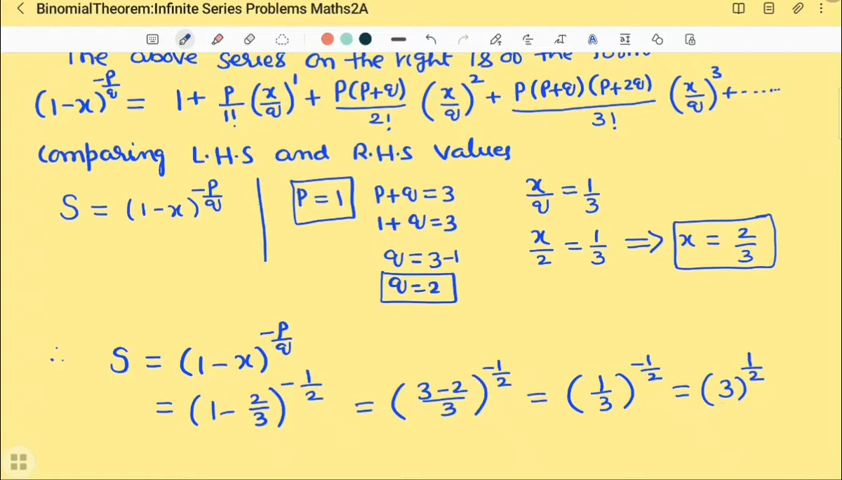 BinomialTheorem:Infinite Series Problems Maths2A
The above series on the right is of the form
(1-x)^(-p/q) = 1 + p/1! (x/q)^1 + p(p+q)/2! (x/q)^2 + p(p+q)(p+2q)/3! (x/q)^3 + ......
comparing L.H.S and R.H.S values
S = (1-x)^(-p/q) | p = 1 p+q = 3 x/q = 1/3
1+q = 3
x/2 = 1/3 => x = 2/3
q = 3-1
q = 2
∴ S = (1-x)^(-p/q)
= (1 - 2/3)^(-1/2) = ((3-2)/3)^(-1/2) = (1/3)^(-1/2) = (3)^(1/2)